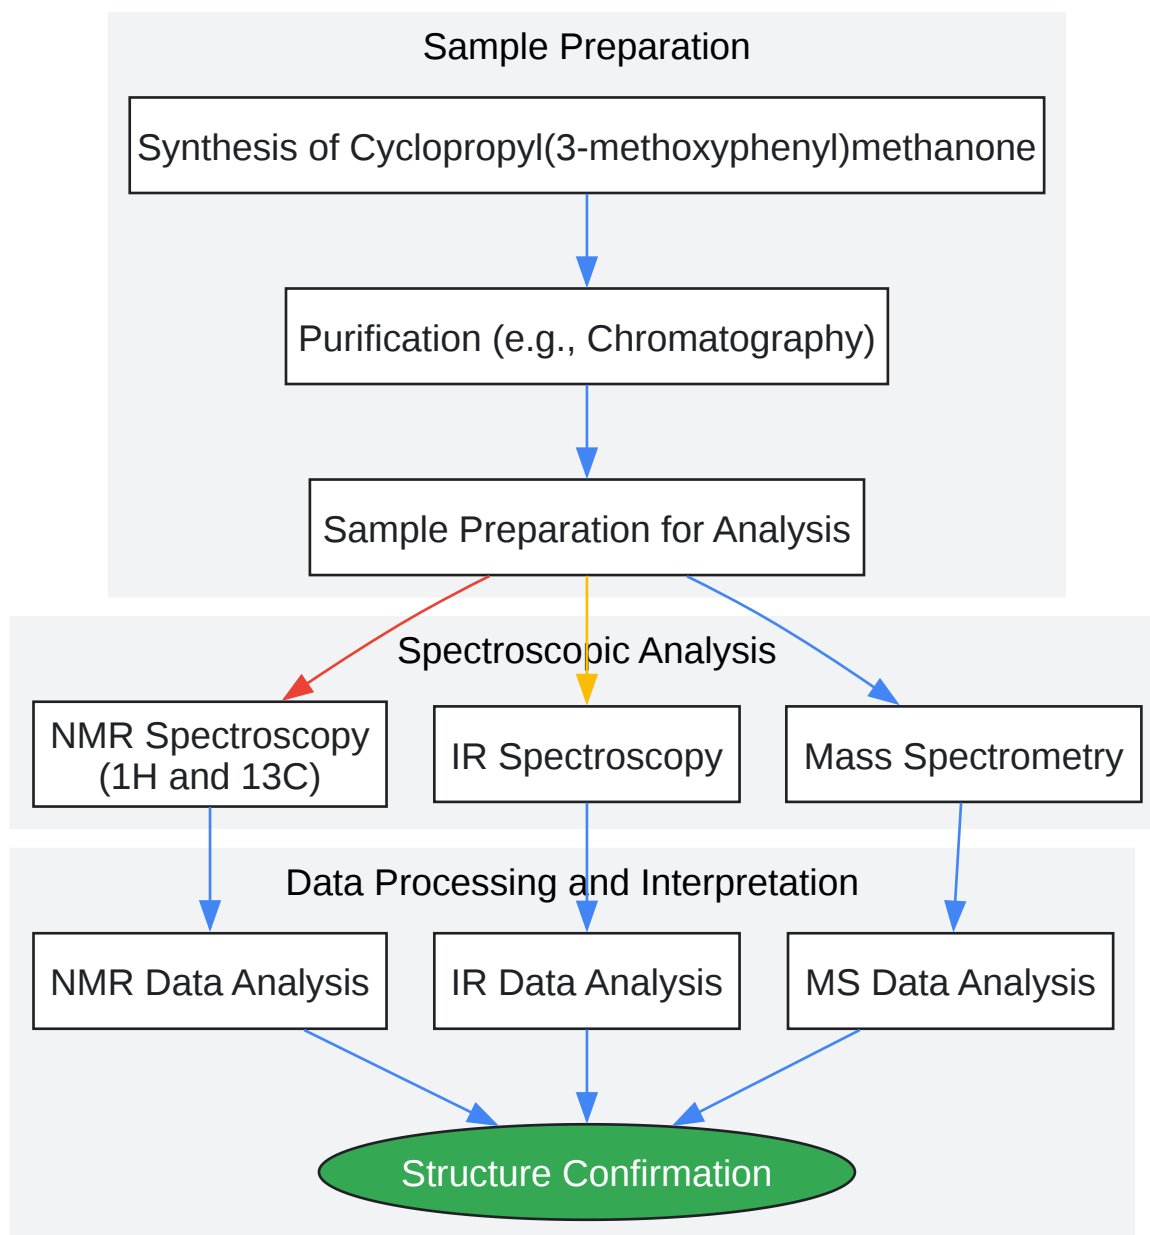 Sample Preparation
Synthesis of Cyclopropyl(3-methoxyphenyl)methanone
Purification (e.g., Chromatography)
Sample Preparation for Analysis
Spectroscopic Analysis
NMR Spectroscopy
(1H and 13C)
IR Spectroscopy
Mass Spectrometry
Data Processing and Interpretation
NMR Data Analysis
IR Data Analysis
MS Data Analysis
Structure Confirmation